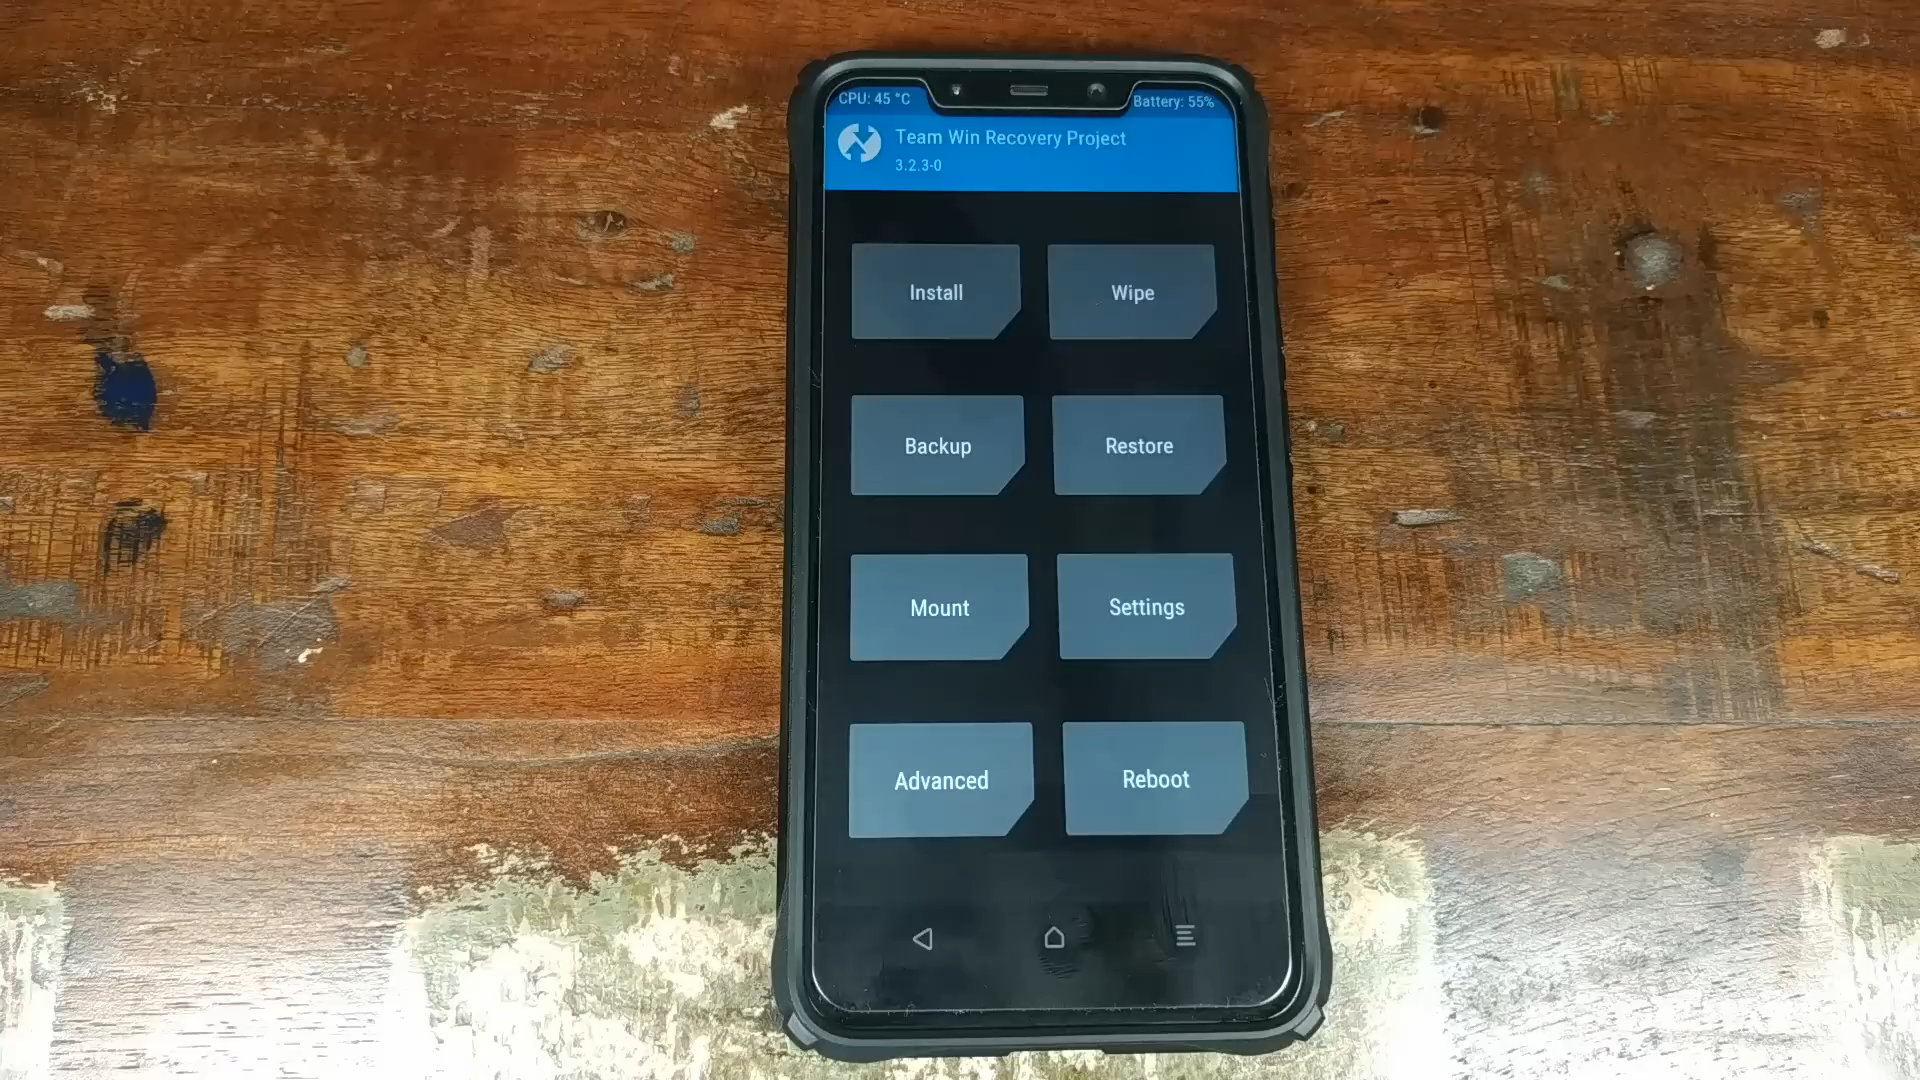 CPU: 45 °C
Battery: 55%
Team Win Recovery Project
3.2.3-0
Install
Wipe
Backup
Restore
Mount
Settings
Advanced
Reboot